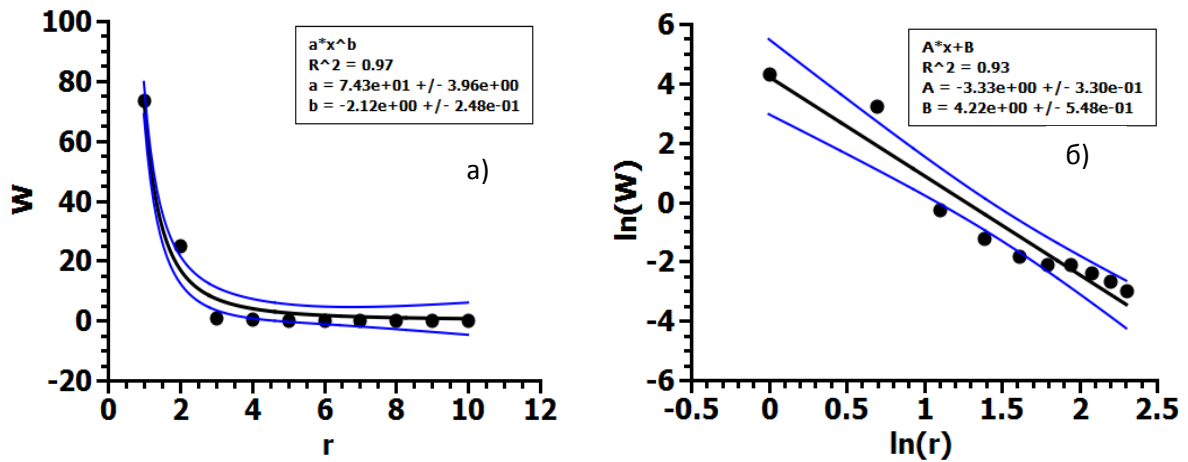 100
80
60
40
20
0
-20
W
a*x^b
R^2 = 0.97
a = 7.43e+01 +/- 3.96e+00
b = -2.12e+00 +/- 2.48e-01
а)
0 2 4 6 8 10 12
r
6
4
2
0
-2
-4
-6
ln(W)
A*x+B
R^2 = 0.93
A = -3.33e+00 +/- 3.30e-01
B = 4.22e+00 +/- 5.48e-01
б)
-0.5 0 0.5 1 1.5 2 2.5
ln(r)